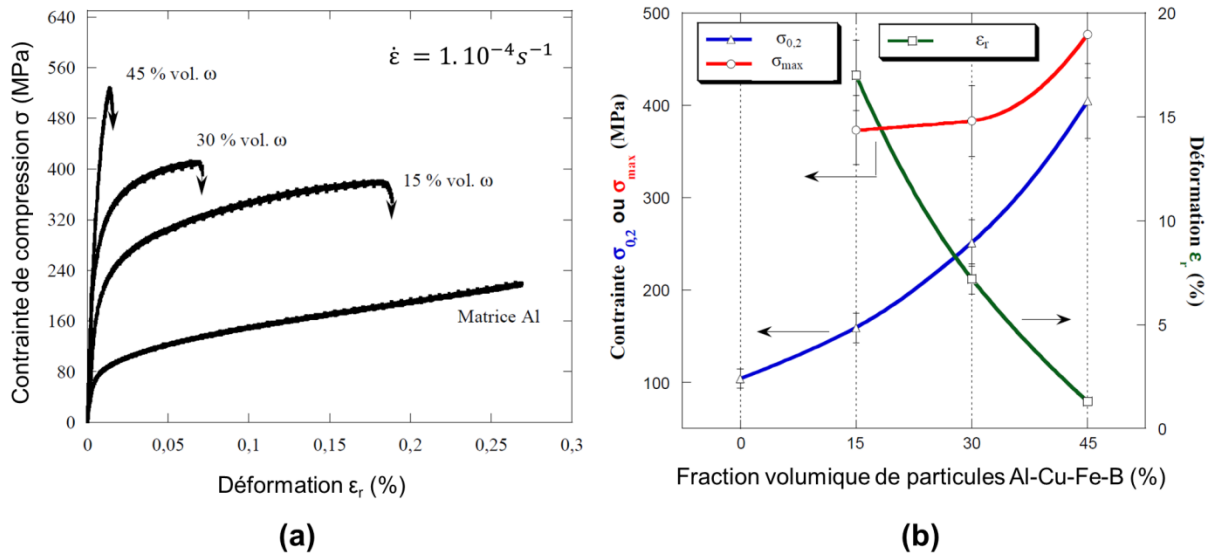 640
560
480
400
320
240
160
80
0
Contrainte de compression σ (MPa)
ε̇ = 1.10⁻⁴s⁻¹
45 % vol. ω
30 % vol. ω
15 % vol. ω
Matrice Al
0 0,05 0,1 0,15 0,2 0,25 0,3
Déformation εr (%)
(a)
500
400
300
200
100
Contrainte σ0,2 ou σmax (MPa)
σ0,2
σmax
εr
20
15
10
5
0
Déformation εr (%)
0 15 30 45
Fraction volumique de particules Al-Cu-Fe-B (%)
(b)